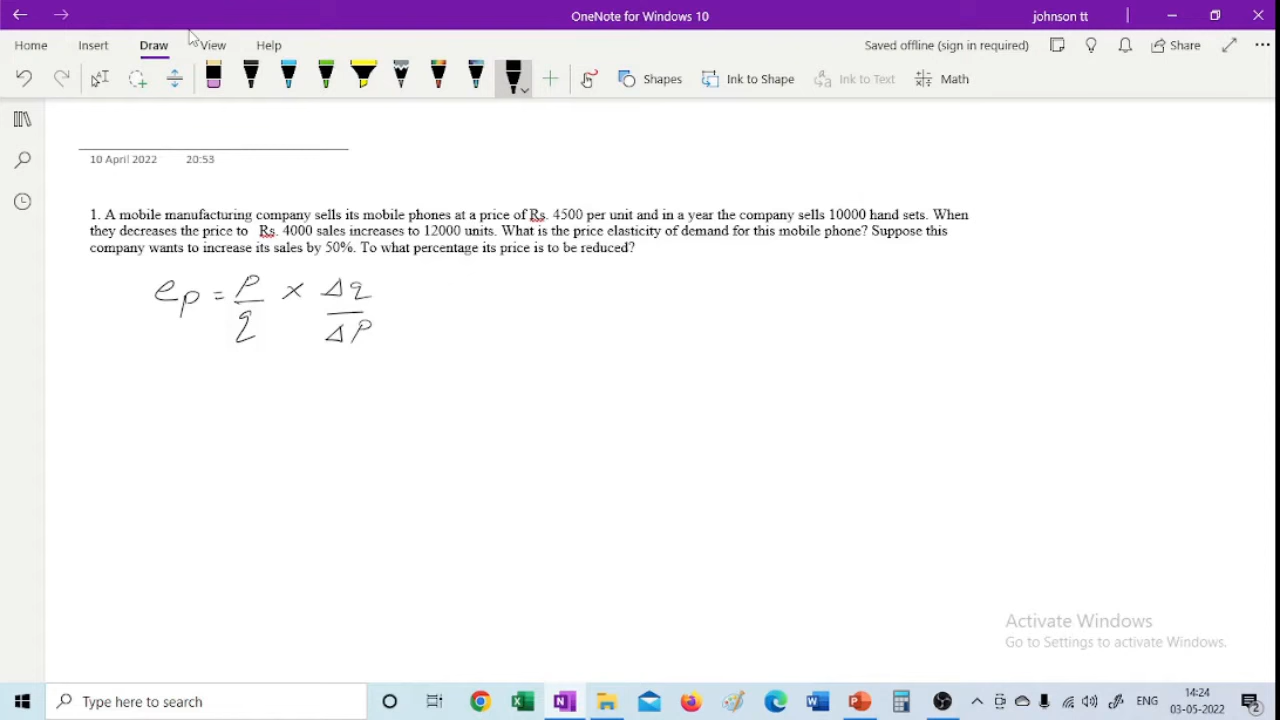 OneNote for Windows 10
johnson tt
Home Insert Draw View Help
Saved offline (sign in required)
Share
Shapes
Ink to Shape
Ink to Text
Math
10 April 2022 20:53
1. A mobile manufacturing company sells its mobile phones at a price of Rs. 4500 per unit and in a year the company sells 10000 hand sets. When
they decreases the price to Rs. 4000 sales increases to 12000 units. What is the price elasticity of demand for this mobile phone? Suppose this
company wants to increase its sales by 50%. To what percentage its price is to be reduced?
ep = p/q × Δq/Δp
Activate Windows
Go to Settings to activate Windows.
Type here to search
ENG
14:24
03-05-2022
2